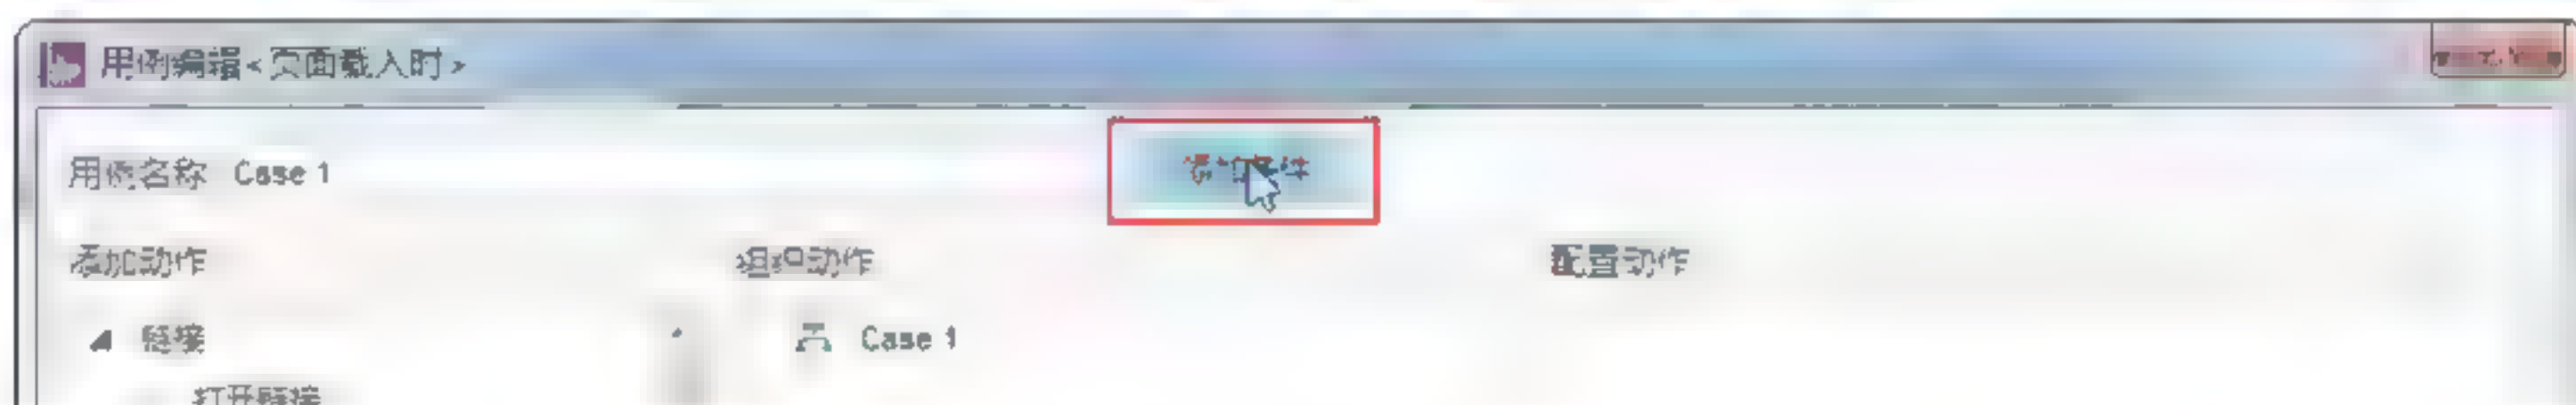 用例编辑<页面载入时>
用例名称 Case 1 添加条件
添加动作 组织动作 配置动作
链接 Case 1
打开链接